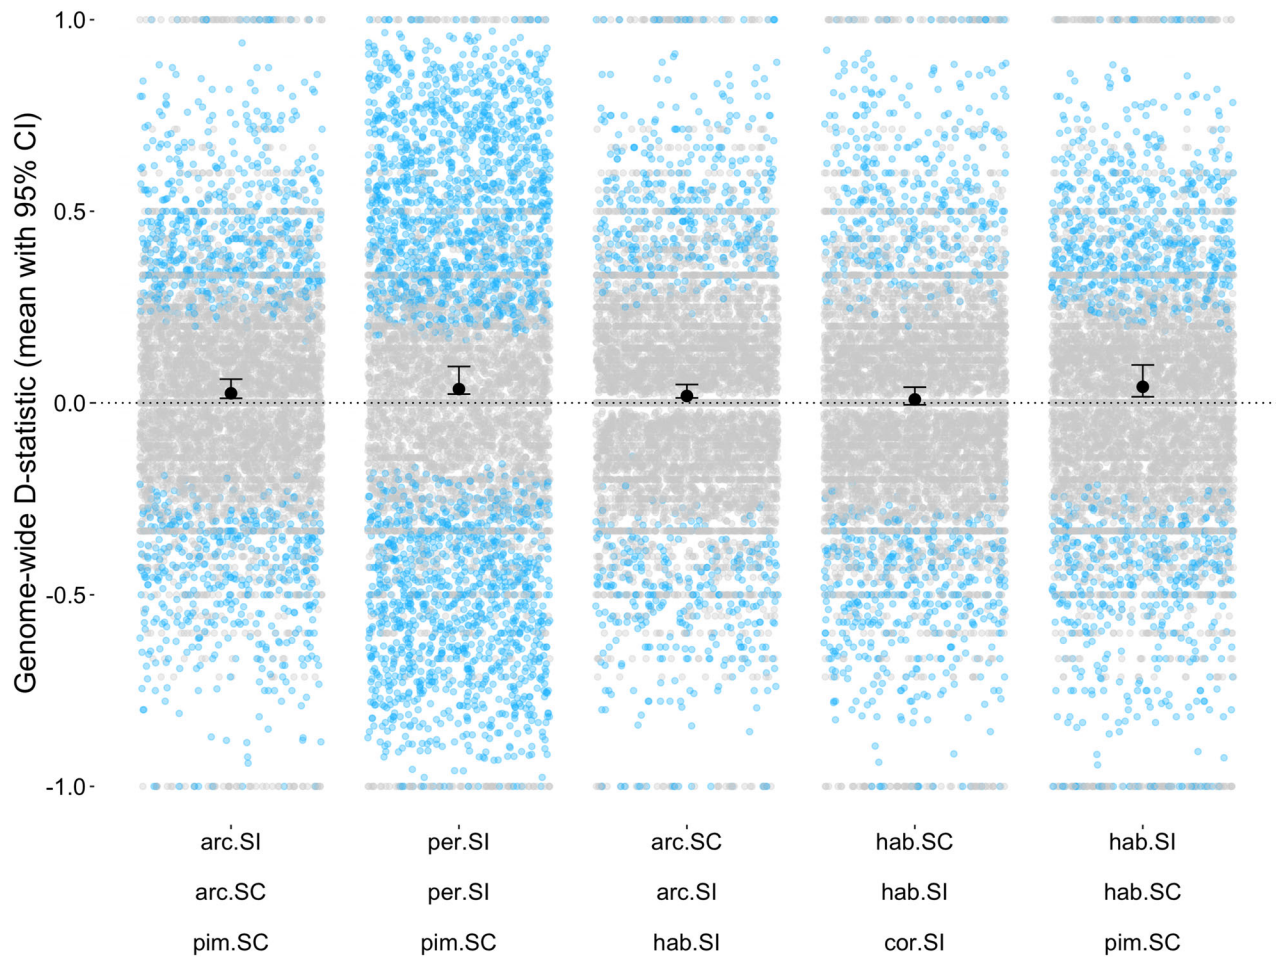 Genome-wide D-statistic (mean with 95% CI)
1.0
0.5
0.0
-0.5
-1.0
arc.SI per.SI arc.SC hab.SC hab.SI
arc.SC per.SI arc.SI hab.SI hab.SC
pim.SC pim.SC hab.SI cor.SI pim.SC